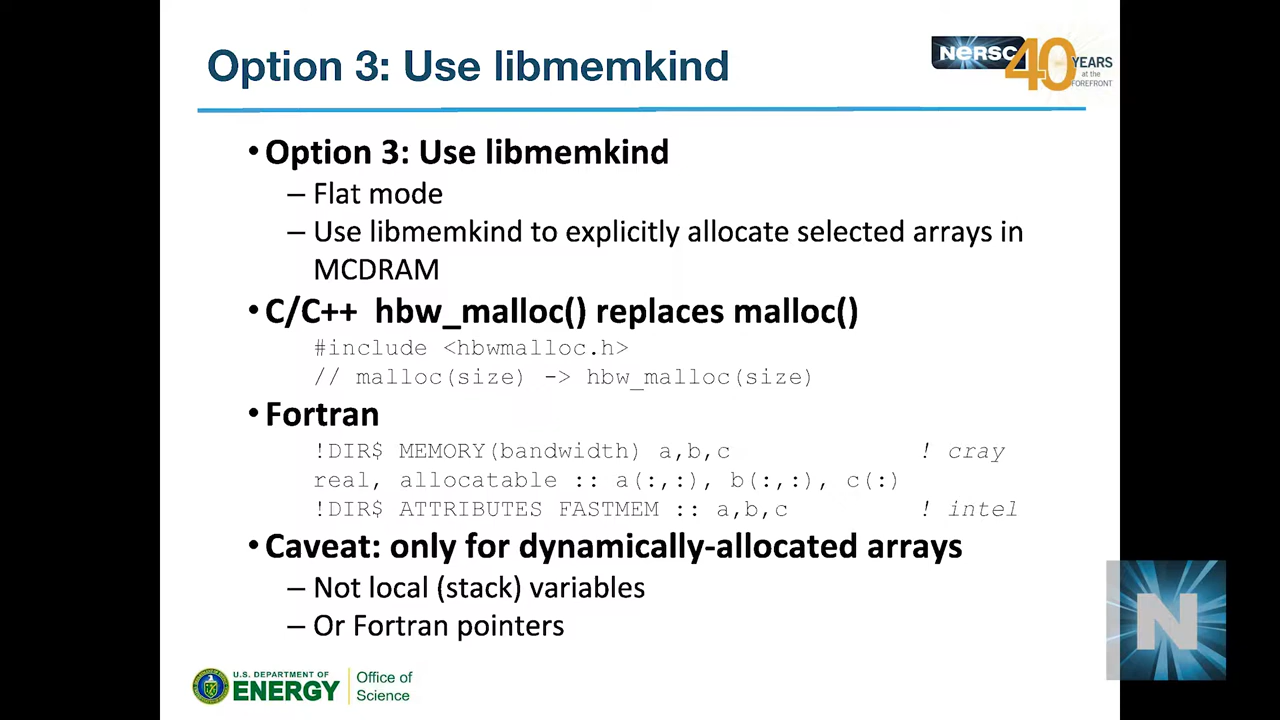 Option 3: Use libmemkind
NERSC 40 YEARS
at the
FOREFRONT
• Option 3: Use libmemkind
– Flat mode
– Use libmemkind to explicitly allocate selected arrays in
MCDRAM
• C/C++ hbw_malloc() replaces malloc()
#include <hbwmalloc.h>
// malloc(size) -> hbw_malloc(size)
• Fortran
!DIR$ MEMORY(bandwidth) a,b,c ! cray
real, allocatable :: a(:,:), b(:,:), c(:)
!DIR$ ATTRIBUTES FASTMEM :: a,b,c ! intel
• Caveat: only for dynamically-allocated arrays
– Not local (stack) variables
– Or Fortran pointers
N
U.S. DEPARTMENT OF
ENERGY
Office of
Science